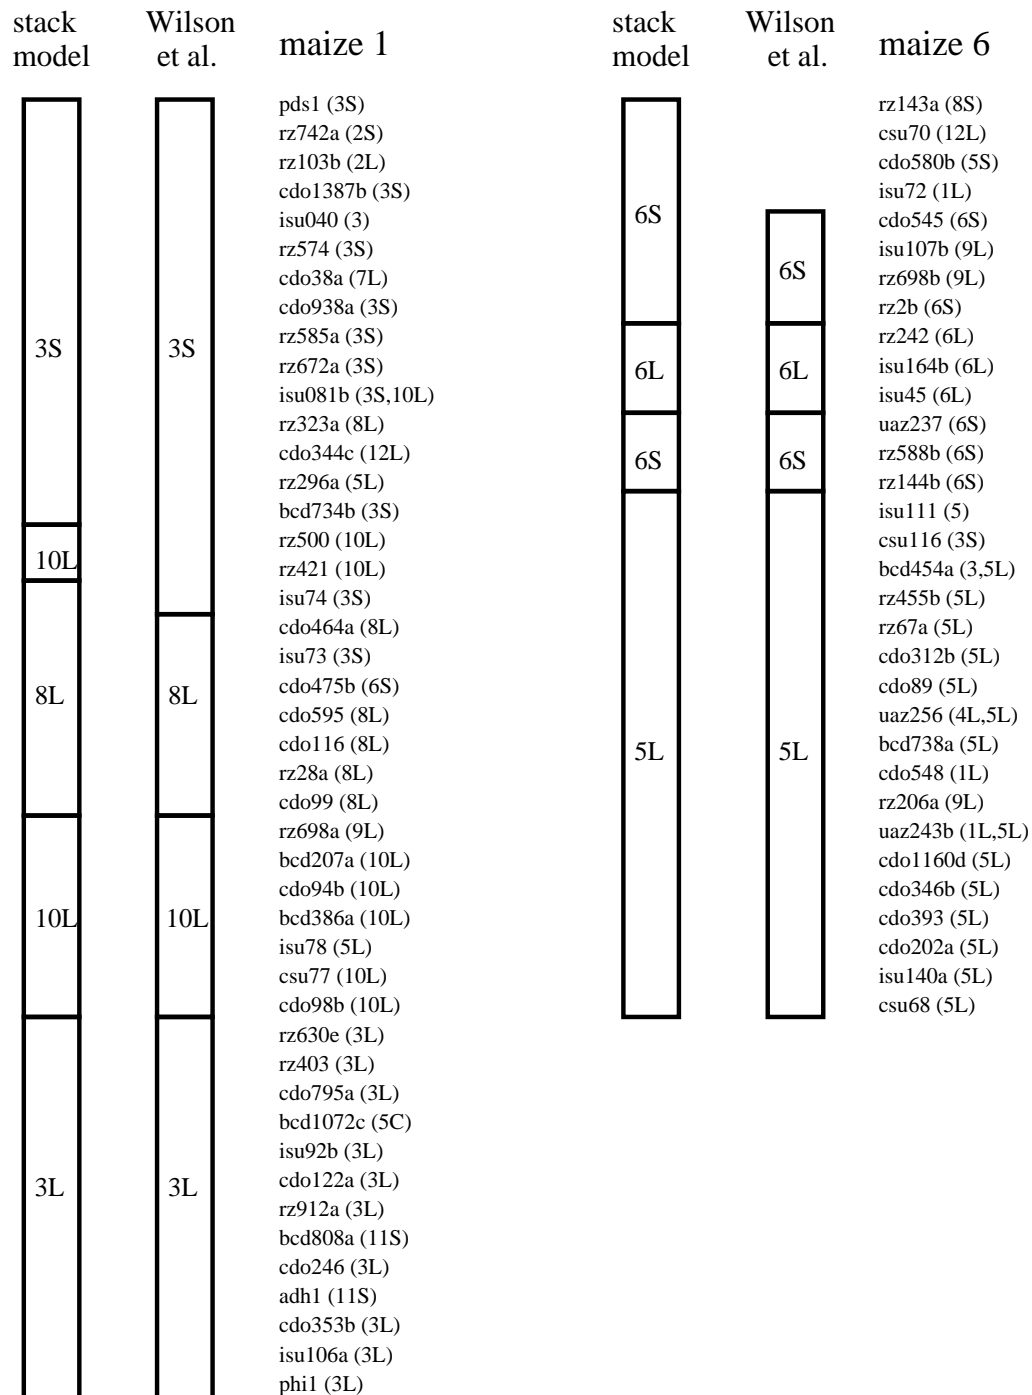 stack model
Wilson et al.
maize 1
3S
10L
8L
10L
3L
3S
8L
10L
3L
pds1 (3S)
rz742a (2S)
rz103b (2L)
cdo1387b (3S)
isu040 (3)
rz574 (3S)
cdo38a (7L)
cdo938a (3S)
rz585a (3S)
rz672a (3S)
isu081b (3S,10L)
rz323a (8L)
cdo344c (12L)
rz296a (5L)
bcd734b (3S)
rz500 (10L)
rz421 (10L)
isu74 (3S)
cdo464a (8L)
isu73 (3S)
cdo475b (6S)
cdo595 (8L)
cdo116 (8L)
rz28a (8L)
cdo99 (8L)
rz698a (9L)
bcd207a (10L)
cdo94b (10L)
bcd386a (10L)
isu78 (5L)
csu77 (10L)
cdo98b (10L)
rz630e (3L)
rz403 (3L)
cdo795a (3L)
bcd1072c (5C)
isu92b (3L)
cdo122a (3L)
rz912a (3L)
bcd808a (11S)
cdo246 (3L)
adh1 (11S)
cdo353b (3L)
isu106a (3L)
phi1 (3L)
stack model
Wilson et al.
maize 6
6S
6L
6S
5L
6S
6L
6S
5L
rz143a (8S)
csu70 (12L)
cdo580b (5S)
isu72 (1L)
cdo545 (6S)
isu107b (9L)
rz698b (9L)
rz2b (6S)
rz242 (6L)
isu164b (6L)
isu45 (6L)
uaz237 (6S)
rz588b (6S)
rz144b (6S)
isu111 (5)
csu116 (3S)
bcd454a (3,5L)
rz455b (5L)
rz67a (5L)
cdo312b (5L)
cdo89 (5L)
uaz256 (4L,5L)
bcd738a (5L)
cdo548 (1L)
rz206a (9L)
uaz243b (1L,5L)
cdo1160d (5L)
cdo346b (5L)
cdo393 (5L)
cdo202a (5L)
isu140a (5L)
csu68 (5L)